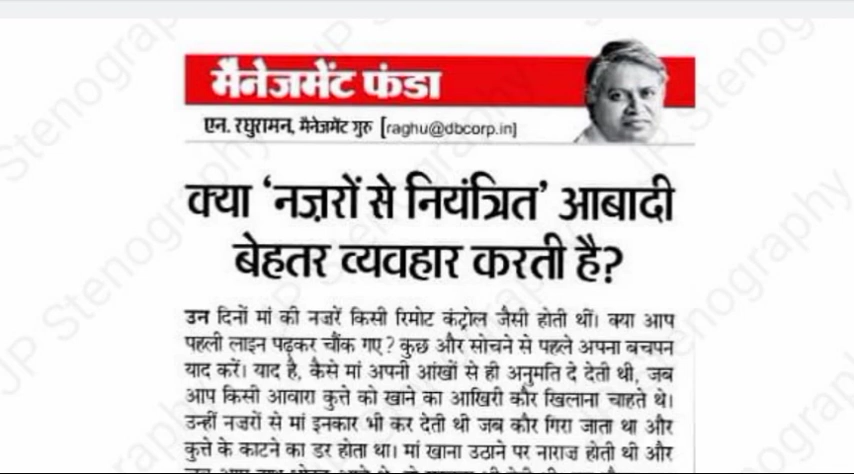 मैनेजमेंट फंडा
एन. रघुरामन, मैनेजमेंट गुरु [raghu@dbcorp.in]
क्या ‘नज़रों से नियंत्रित’ आबादी
बेहतर व्यवहार करती है?
उन दिनों मां की नजरें किसी रिमोट कंट्रोल जैसी होती थीं। क्या आप
पहली लाइन पढ़कर चौंक गए? कुछ और सोचने से पहले अपना बचपन
याद करें। याद है, कैसे मां अपनी आंखों से ही अनुमति दे देती थी, जब
आप किसी आवारा कुत्ते को खाने का आखिरी कौर खिलाना चाहते थे।
उन्हीं नजरों से मां इनकार भी कर देती थी जब कौर गिरा जाता था और
कुत्ते के काटने का डर होता था। मां खाना उठाने पर नाराज होती थी और
JP Stenography